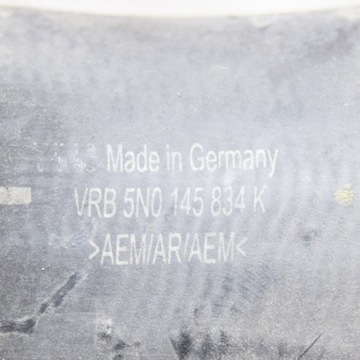 Made in Germany
VRB 5N0 145 834 K
>AEM/AR/AEM<